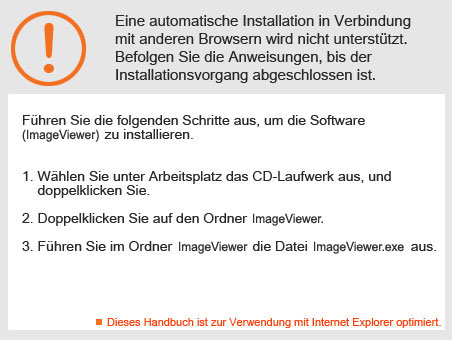 Eine automatische Installation in Verbindung
mit anderen Browsern wird nicht unterstützt.
Befolgen Sie die Anweisungen, bis der
Installationsvorgang abgeschlossen ist.
Führen Sie die folgenden Schritte aus, um die Software
(ImageViewer) zu installieren.
1. Wählen Sie unter Arbeitsplatz das CD-Laufwerk aus, und
doppelklicken Sie.
2. Doppelklicken Sie auf den Ordner ImageViewer.
3. Führen Sie im Ordner ImageViewer die Datei ImageViewer.exe aus.
Dieses Handbuch ist zur Verwendung mit Internet Explorer optimiert.